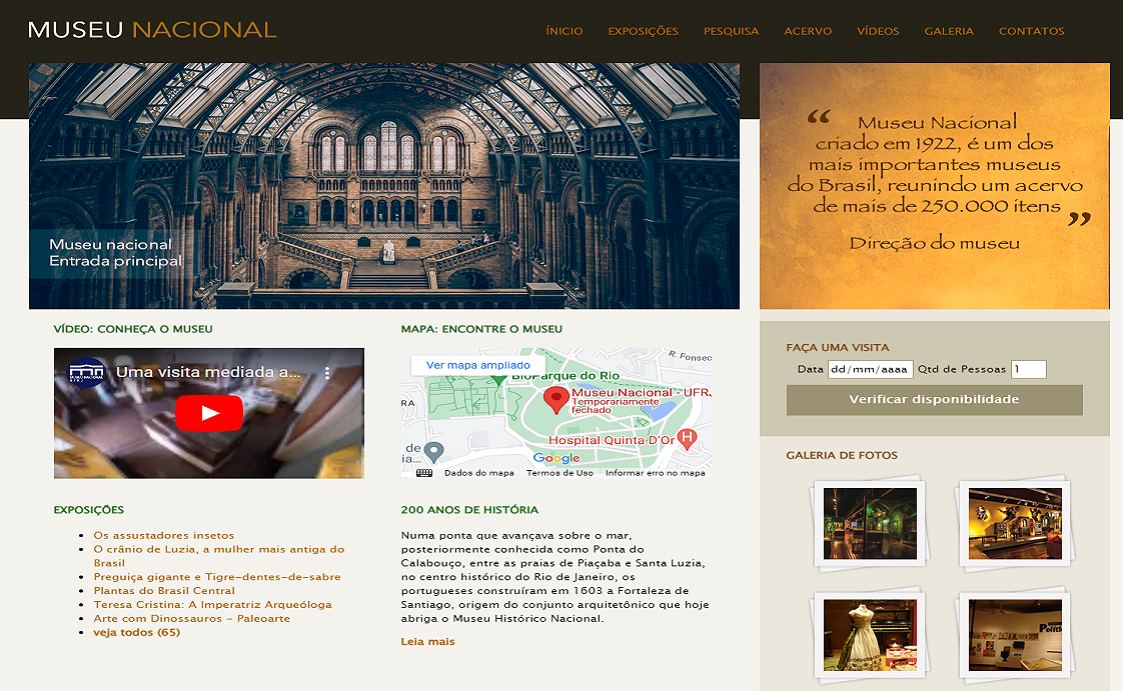 MUSEU NACIONAL
ÍNICIO EXPOSIÇÕES PESQUISA ACERVO VÍDEOS GALERIA CONTATOS
Museu nacional
Entrada principal
“ Museu Nacional
criado em 1922, é um dos
mais importantes museus
do Brasil, reunindo um acervo
de mais de 250.000 itens ”
Direção do museu
VÍDEO: CONHEÇA O MUSEU
Uma visita mediada a...
MAPA: ENCONTRE O MUSEU
Ver mapa ampliado
R. Fonsec
BioParque do Rio
RA
Museu Nacional - UFRJ
Temporariamente
fechado
Hospital Quinta D'Or
H
de
ia...
Google
Dados do mapa Termos de Uso Informar erro no mapa
FAÇA UMA VISITA
Data dd/mm/aaaa Qtd de Pessoas 1
Verificar disponibilidade
GALERIA DE FOTOS
EXPOSIÇÕES
Os assustadores insetos
O crânio de Luzia, a mulher mais antiga do
Brasil
Preguiça gigante e Tigre-dentes-de-sabre
Plantas do Brasil Central
Teresa Cristina: A Imperatriz Arqueóloga
Arte com Dinossauros - Paleoarte
veja todos (65)
200 ANOS DE HISTÓRIA
Numa ponta que avançava sobre o mar,
posteriormente conhecida como Ponta do
Calabouço, entre as praias de Piaçaba e Santa Luzia,
no centro histórico do Rio de Janeiro, os
portugueses construíram em 1603 a Fortaleza de
Santiago, origem do conjunto arquitetônico que hoje
abriga o Museu Histórico Nacional.
Leia mais